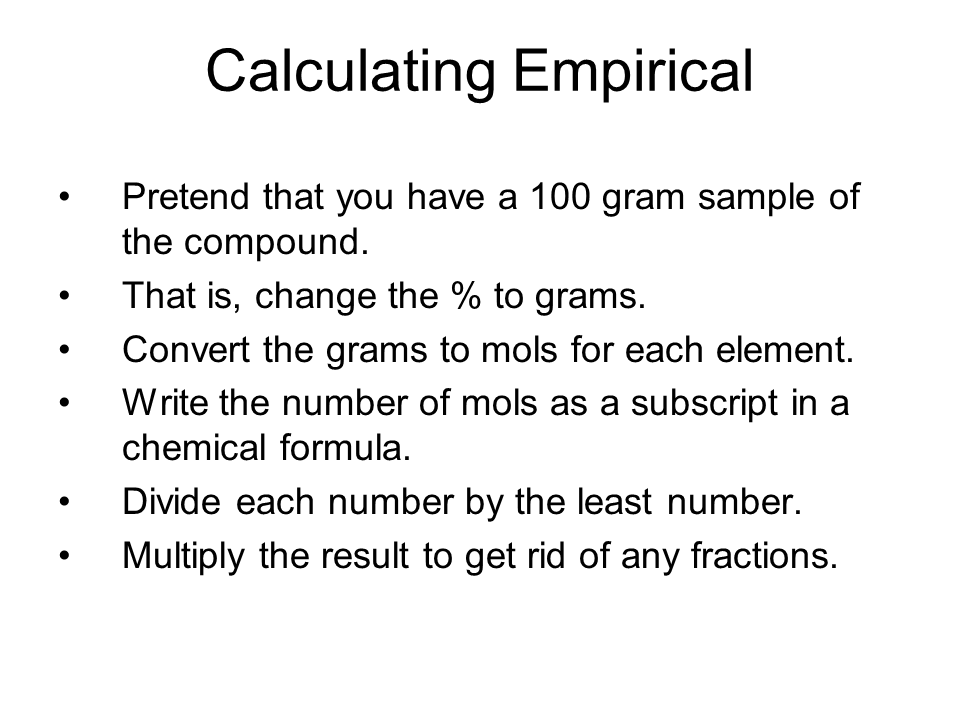 Calculating Empirical
• Pretend that you have a 100 gram sample of
the compound.
• That is, change the % to grams.
• Convert the grams to mols for each element.
• Write the number of mols as a subscript in a
chemical formula.
• Divide each number by the least number.
• Multiply the result to get rid of any fractions.